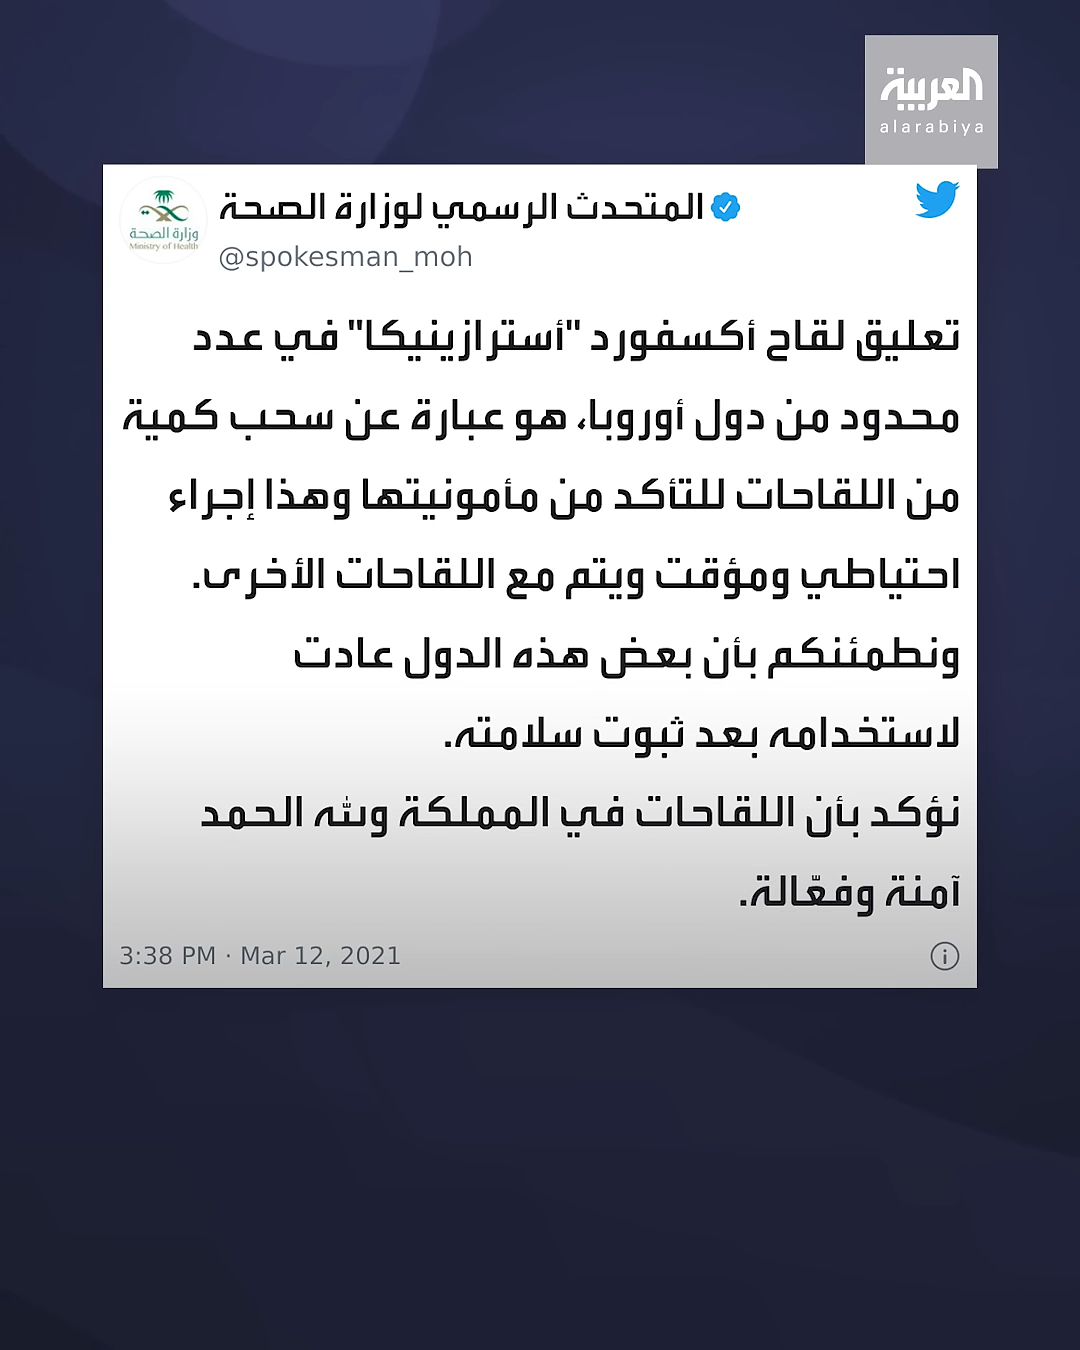 العربية
alarabiya
المتحدث الرسمي لوزارة الصحة
@spokesman_moh
وزارة الصحة
Ministry of Health
تعليق لقاح أكسفورد "أسترازينيكا" في عدد
محدود من دول أوروبا، هو عبارة عن سحب كمية
من اللقاحات للتأكد من مأمونيتها وهذا إجراء
احتياطي ومؤقت ويتم مع اللقاحات الأخرى.
ونطمئنكم بأن بعض هذه الدول عادت
لاستخدامه بعد ثبوت سلامته.
نؤكد بأن اللقاحات في المملكة ولله الحمد
آمنة وفعّالة.
3:38 PM · Mar 12, 2021